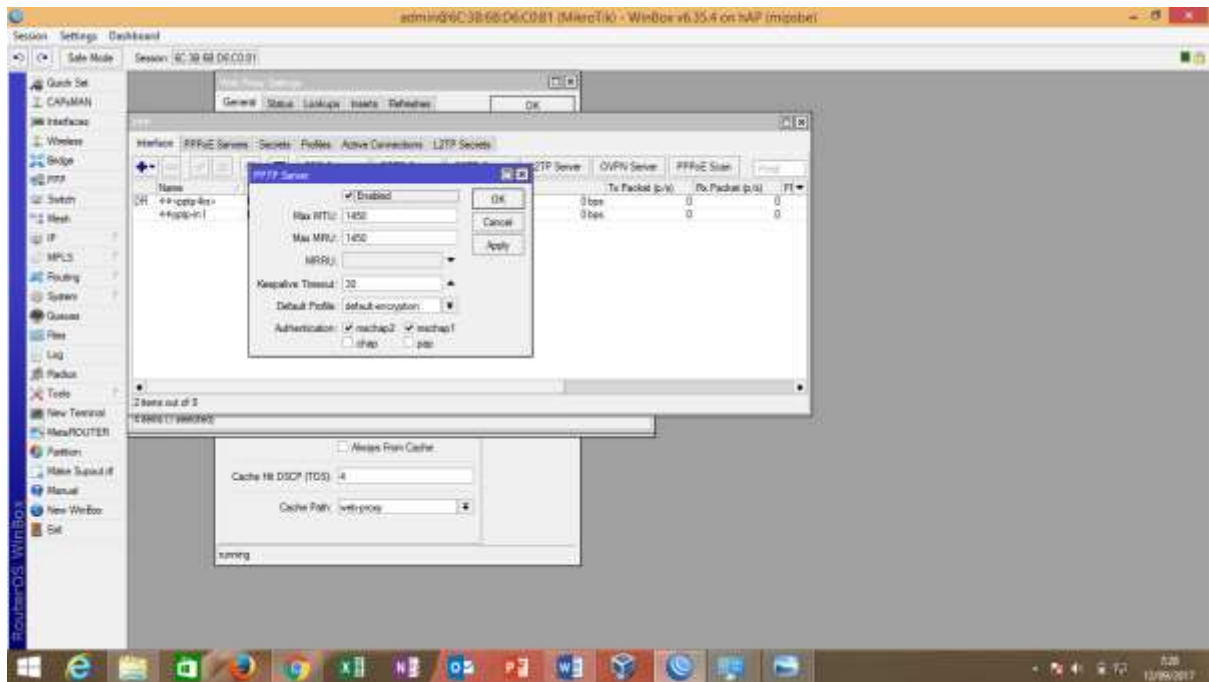 admin@6C:3B:6B:D6:C0:B1 (MikroTik) - WinBox v6.35.4 on hAP (mipsbe)
Session Settings Dashboard
Safe Mode Session: 6C:3B:6B:D6:C0:B1
Quick Set
CAPsMAN
Interfaces
Wireless
Bridge
PPP
Switch
Mesh
IP
MPLS
Routing
System
Queues
Files
Log
Radius
Tools
New Terminal
MetaROUTER
Partition
Make Supout.rif
Manual
New WinBox
Exit
RouterOS WinBox
Web Proxy Settings
General Status Lookups Inserts Refreshes
OK
Interface PPPoE Servers Secrets Profiles Active Connections L2TP Secrets
L2TP Server OVPN Server PPPoE Scan Find
Name Tx Packet (p/s) Rx Packet (p/s)
DR 0 bps 0 0
0 bps 0 0
2 items out of 3
PPTP Server
Enabled
Max MTU: 1450
Max MRU: 1450
MRRU:
Keepalive Timeout: 30
Default Profile: default-encryption
Authentication: mschap2 mschap1
chap pap
OK
Cancel
Apply
4 items (1 selected)
Always From Cache
Cache Hit DSCP (TOS): 4
Cache Path: web-proxy
running
12/09/2017